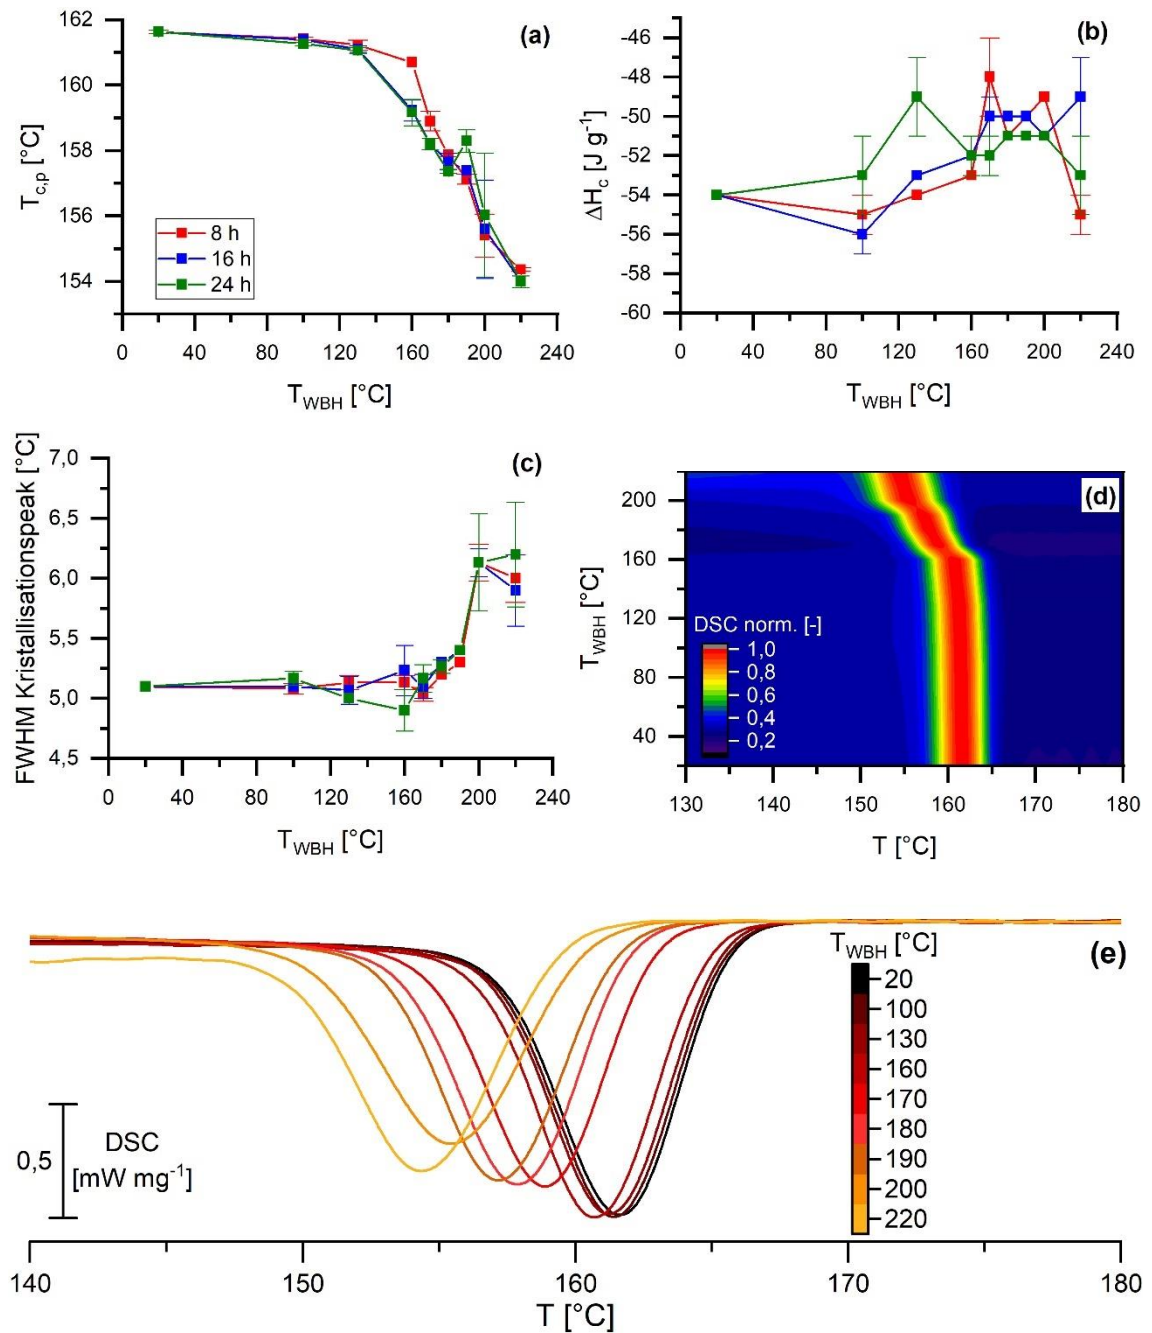 (a)
T_c,p [°C]
162
160
158
156
154
8 h
16 h
24 h
0 40 80 120 160 200 240
T_WBH [°C]
(b)
ΔH_c [J g⁻¹]
-46
-48
-50
-52
-54
-56
-58
-60
0 40 80 120 160 200 240
T_WBH [°C]
(c)
FWHM Kristallisationspeak [°C]
7,0
6,5
6,0
5,5
5,0
4,5
0 40 80 120 160 200 240
T_WBH [°C]
(d)
T_WBH [°C]
200
160
120
80
40
DSC norm. [-]
1,0
0,8
0,6
0,4
0,2
130 140 150 160 170 180
T [°C]
(e)
T_WBH [°C]
20
100
130
160
170
180
190
200
220
0,5
DSC
[mW mg⁻¹]
140 150 160 170 180
T [°C]